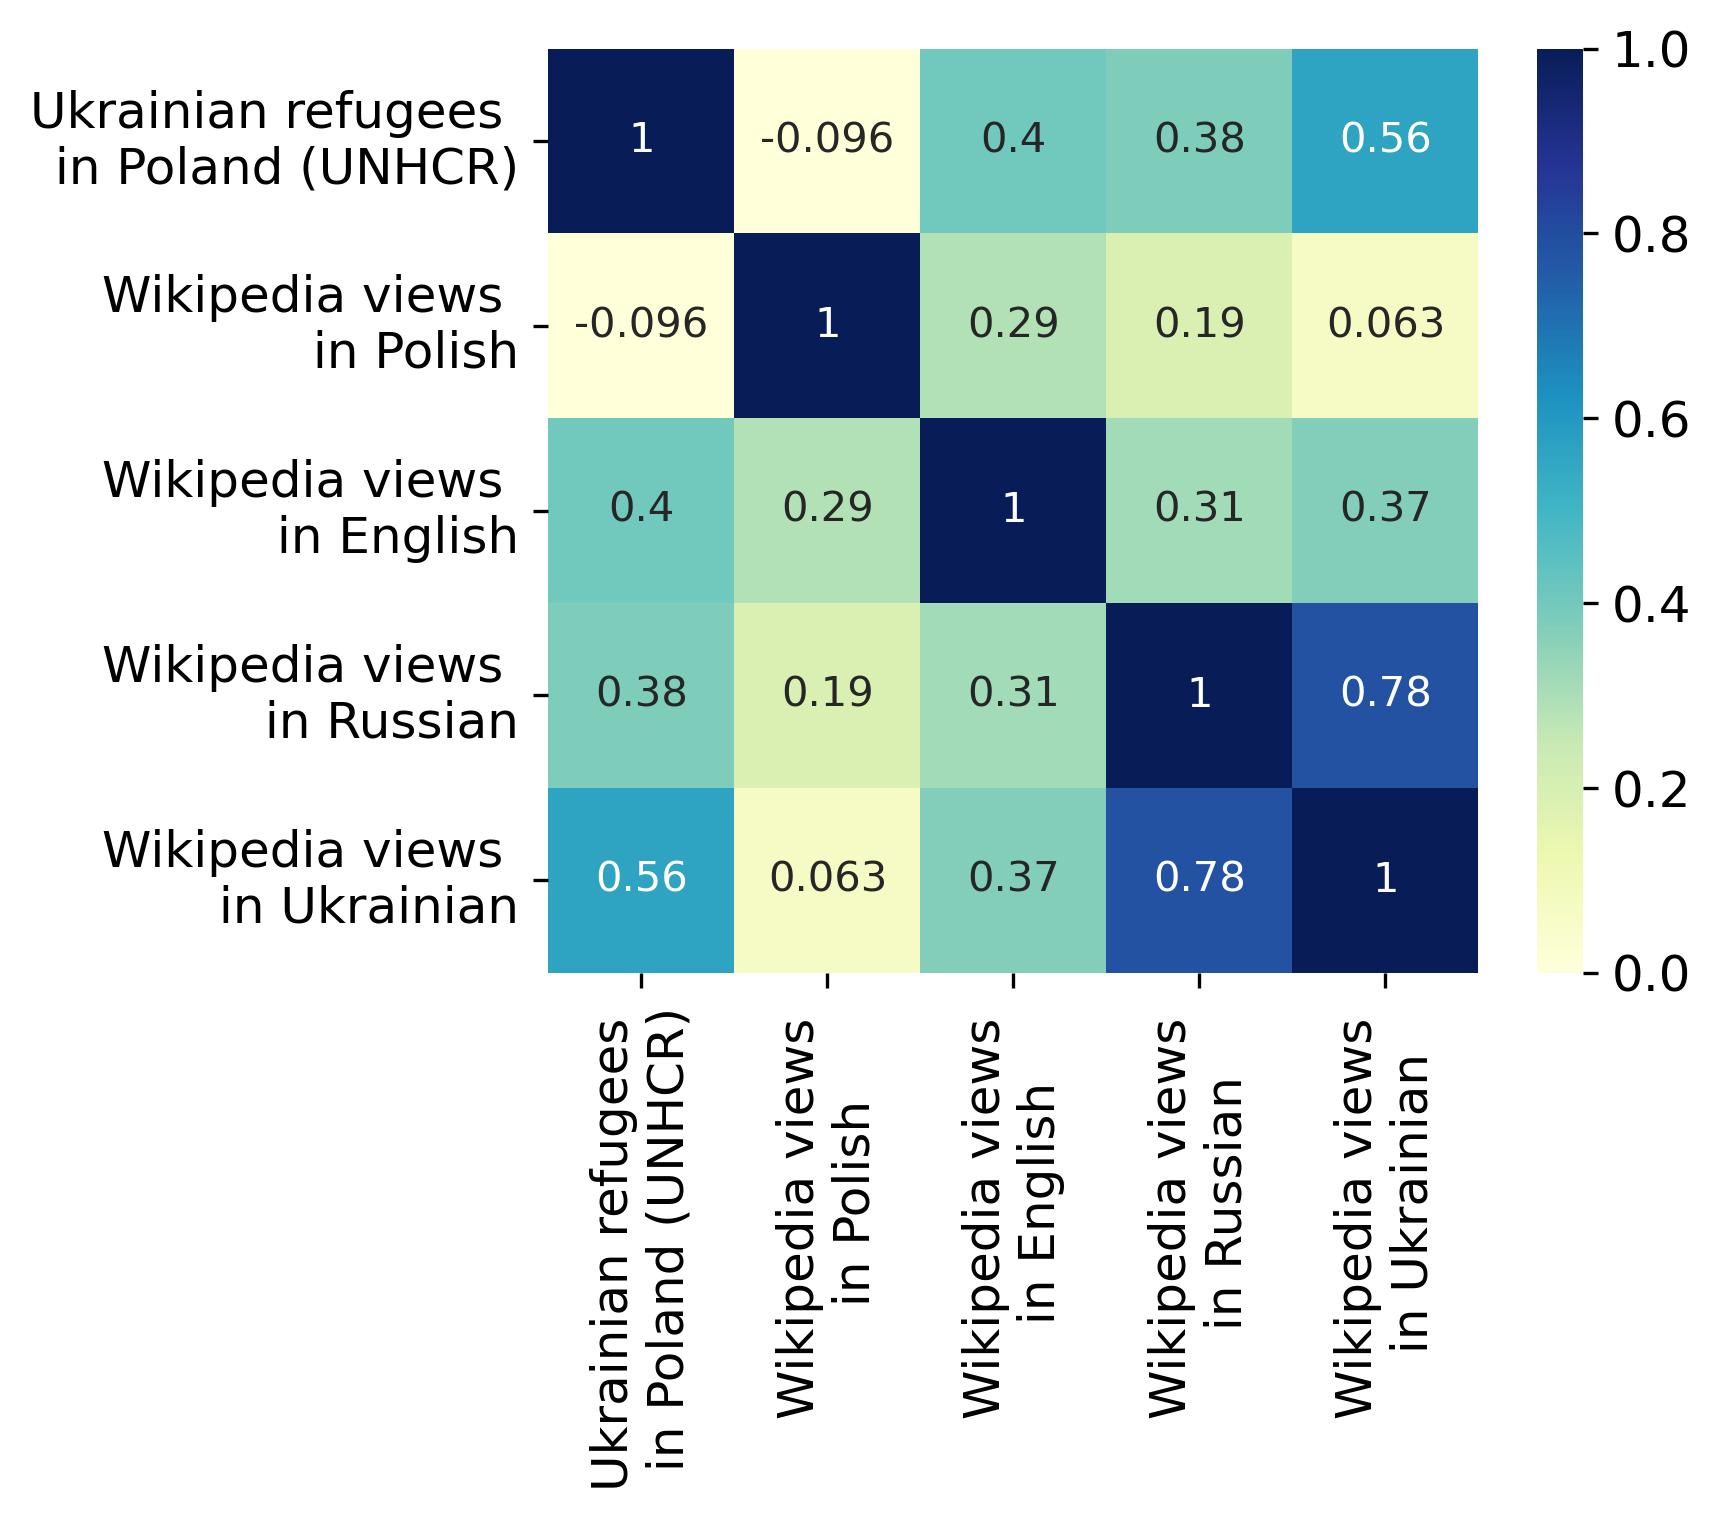 Ukrainian refugees
in Poland (UNHCR)
1 -0.096 0.4 0.38 0.56
Wikipedia views
in Polish
-0.096 1 0.29 0.19 0.063
Wikipedia views
in English
0.4 0.29 1 0.31 0.37
Wikipedia views
in Russian
0.38 0.19 0.31 1 0.78
Wikipedia views
in Ukrainian
0.56 0.063 0.37 0.78 1
1.0
0.8
0.6
0.4
0.2
0.0
Ukrainian refugees
in Poland (UNHCR)
Wikipedia views
in Polish
Wikipedia views
in English
Wikipedia views
in Russian
Wikipedia views
in Ukrainian